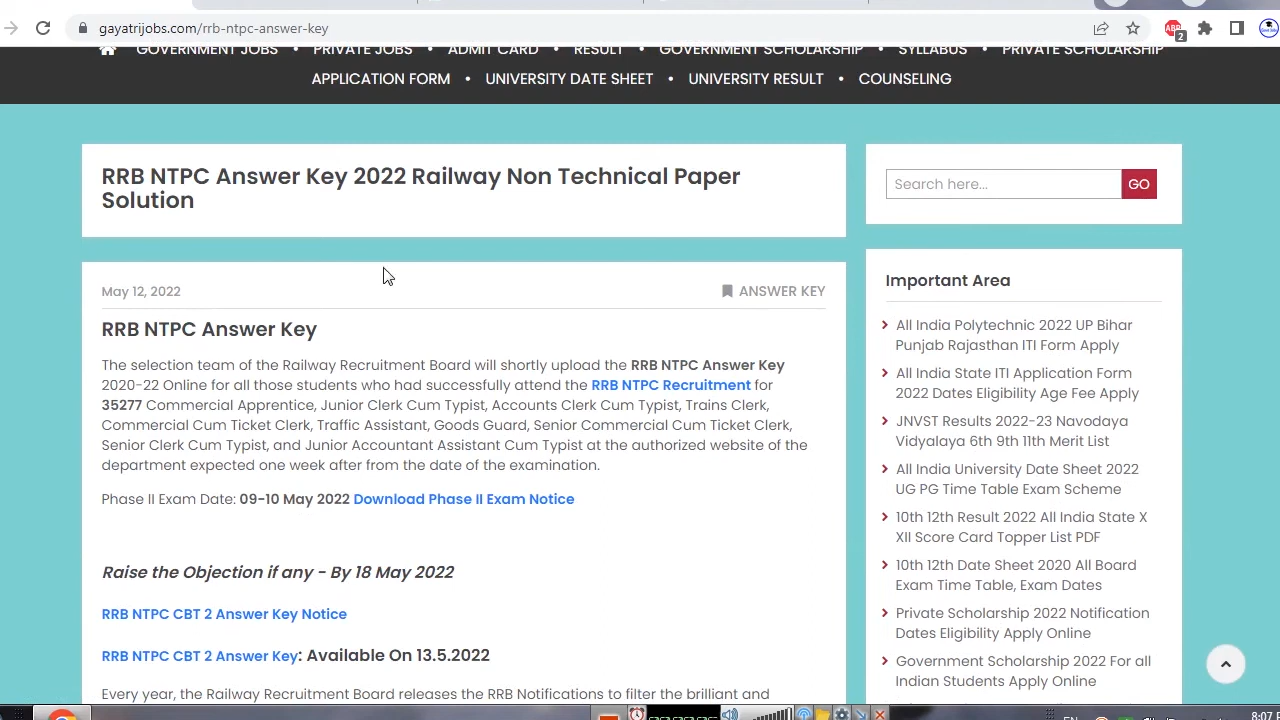 gayatrijobs.com/rrb-ntpc-answer-key
ABP
2
GOVERNMENT JOBS • PRIVATE JOBS • ADMIT CARD • RESULT • GOVERNMENT SCHOLARSHIP • SYLLABUS • PRIVATE SCHOLARSHIP
APPLICATION FORM • UNIVERSITY DATE SHEET • UNIVERSITY RESULT • COUNSELING
RRB NTPC Answer Key 2022 Railway Non Technical Paper
Solution
May 12, 2022
ANSWER KEY
RRB NTPC Answer Key
The selection team of the Railway Recruitment Board will shortly upload the RRB NTPC Answer Key
2020-22 Online for all those students who had successfully attend the RRB NTPC Recruitment for
35277 Commercial Apprentice, Junior Clerk Cum Typist, Accounts Clerk Cum Typist, Trains Clerk,
Commercial Cum Ticket Clerk, Traffic Assistant, Goods Guard, Senior Commercial Cum Ticket Clerk,
Senior Clerk Cum Typist, and Junior Accountant Assistant Cum Typist at the authorized website of the
department expected one week after from the date of the examination.
Phase II Exam Date: 09-10 May 2022 Download Phase II Exam Notice
Raise the Objection if any - By 18 May 2022
RRB NTPC CBT 2 Answer Key Notice
RRB NTPC CBT 2 Answer Key: Available On 13.5.2022
Every year, the Railway Recruitment Board releases the RRB Notifications to filter the brilliant and
Search here...
GO
Important Area
All India Polytechnic 2022 UP Bihar
Punjab Rajasthan ITI Form Apply
All India State ITI Application Form
2022 Dates Eligibility Age Fee Apply
JNVST Results 2022-23 Navodaya
Vidyalaya 6th 9th 11th Merit List
All India University Date Sheet 2022
UG PG Time Table Exam Scheme
10th 12th Result 2022 All India State X
XII Score Card Topper List PDF
10th 12th Date Sheet 2020 All Board
Exam Time Table, Exam Dates
Private Scholarship 2022 Notification
Dates Eligibility Apply Online
Government Scholarship 2022 For all
Indian Students Apply Online
EN
8:07